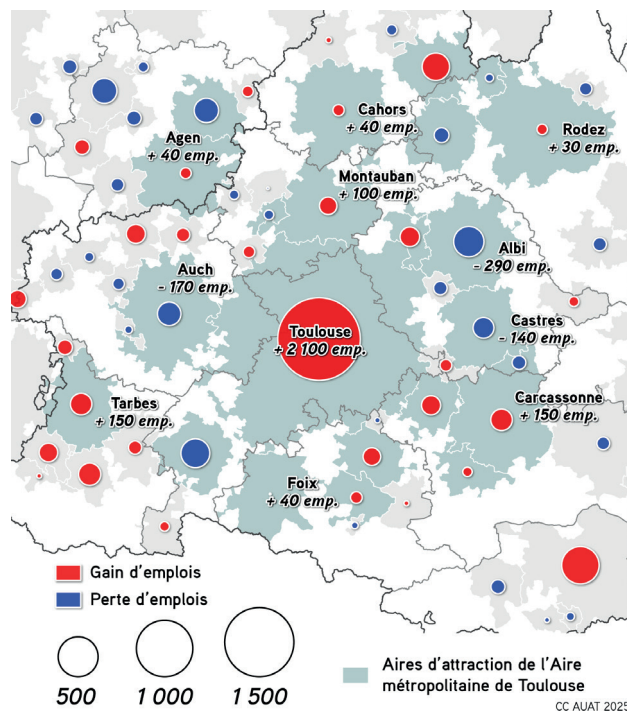 Cahors
+ 40 emp.
Rodez
+ 30 emp.
Agen
+ 40 emp.
Montauban
+ 100 emp.
Albi
- 290 emp.
Auch
- 170 emp.
Toulouse
+ 2 100 emp.
Castres
- 140 emp.
Tarbes
+ 150 emp.
Carcassonne
+ 150 emp.
Foix
+ 40 emp.
Gain d'emplois
Perte d'emplois
500
1 000
1 500
Aires d'attraction de l'Aire
métropolitaine de Toulouse
CC AUAT 2025